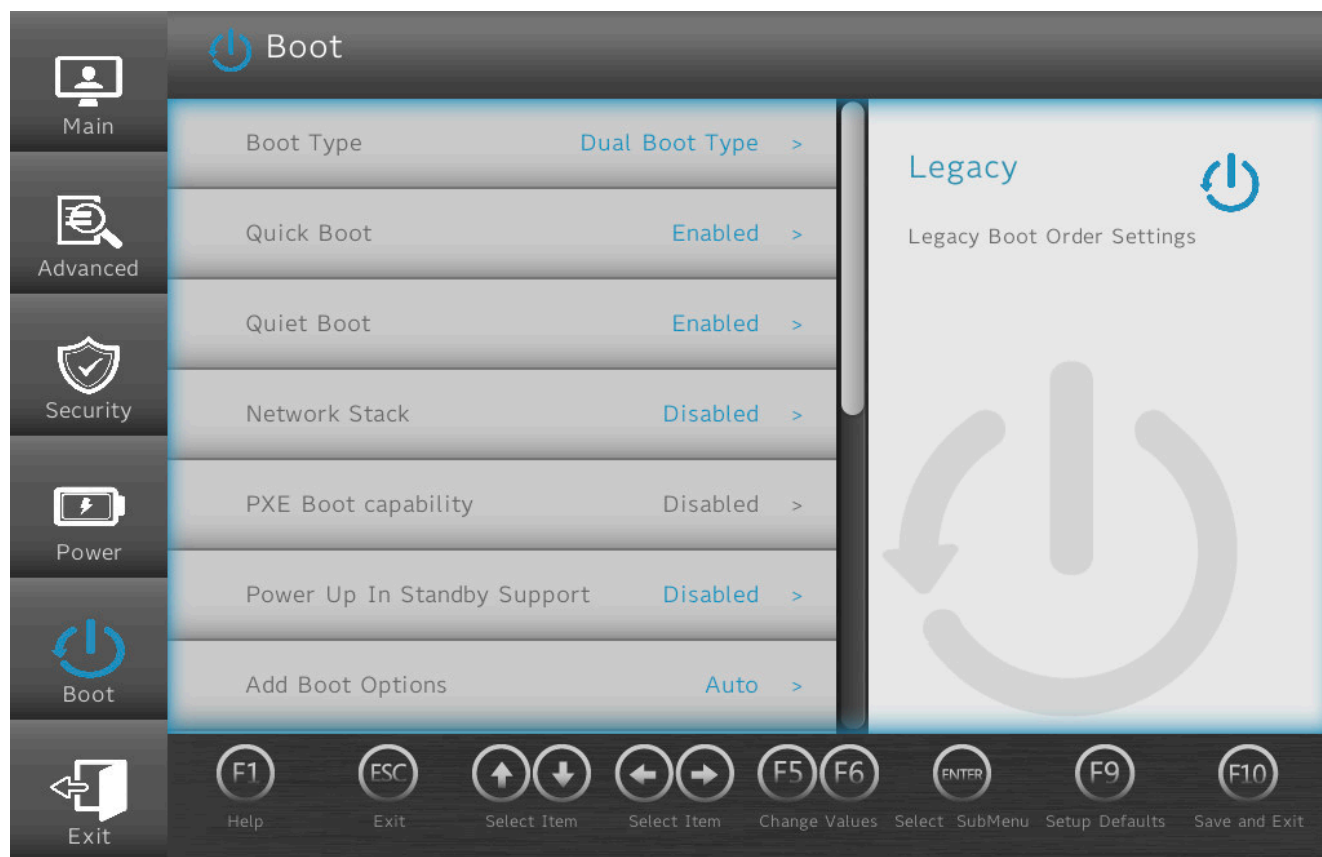 Boot
Main
Advanced
Security
Power
Boot
Exit
Boot Type Dual Boot Type >
Quick Boot Enabled >
Quiet Boot Enabled >
Network Stack Disabled >
PXE Boot capability Disabled >
Power Up In Standby Support Disabled >
Add Boot Options Auto >
Legacy
Legacy Boot Order Settings
F1 ESC F5 F6 ENTER F9 F10
Help Exit Select Item Select Item Change Values Select SubMenu Setup Defaults Save and Exit